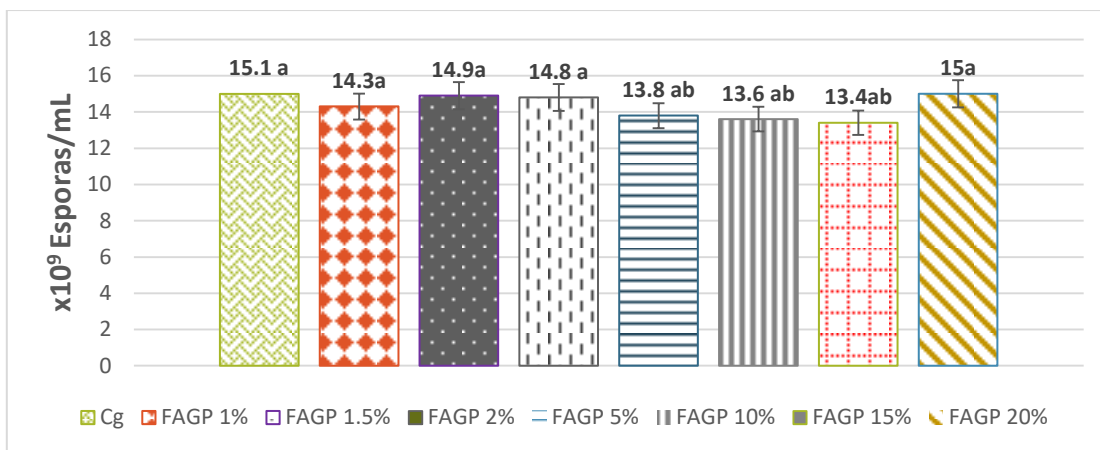 x10⁹ Esporas/mL
18
16
14
12
10
8
6
4
2
0
15.1 a
14.3a
14.9a
14.8 a
13.8 ab
13.6 ab
13.4ab
15a
Cg FAGP 1% FAGP 1.5% FAGP 2% FAGP 5% FAGP 10% FAGP 15% FAGP 20%